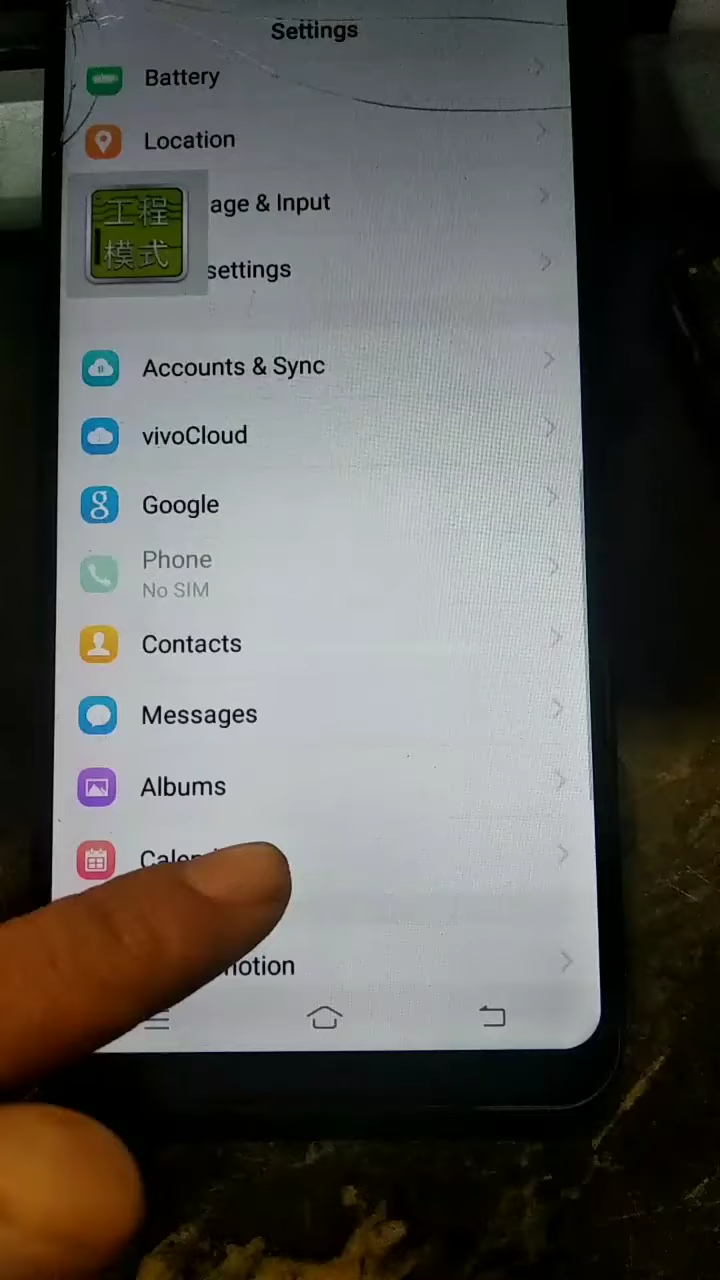 Settings
Battery
Location
age & Input
工程
模式
settings
Accounts & Sync
vivoCloud
Google
Phone
No SIM
Contacts
Messages
Albums